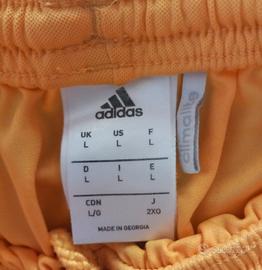 adidas
UK US F
L L L
D I E
L L L
CDN J
L/G 2XO
MADE IN GEORGIA
climalite